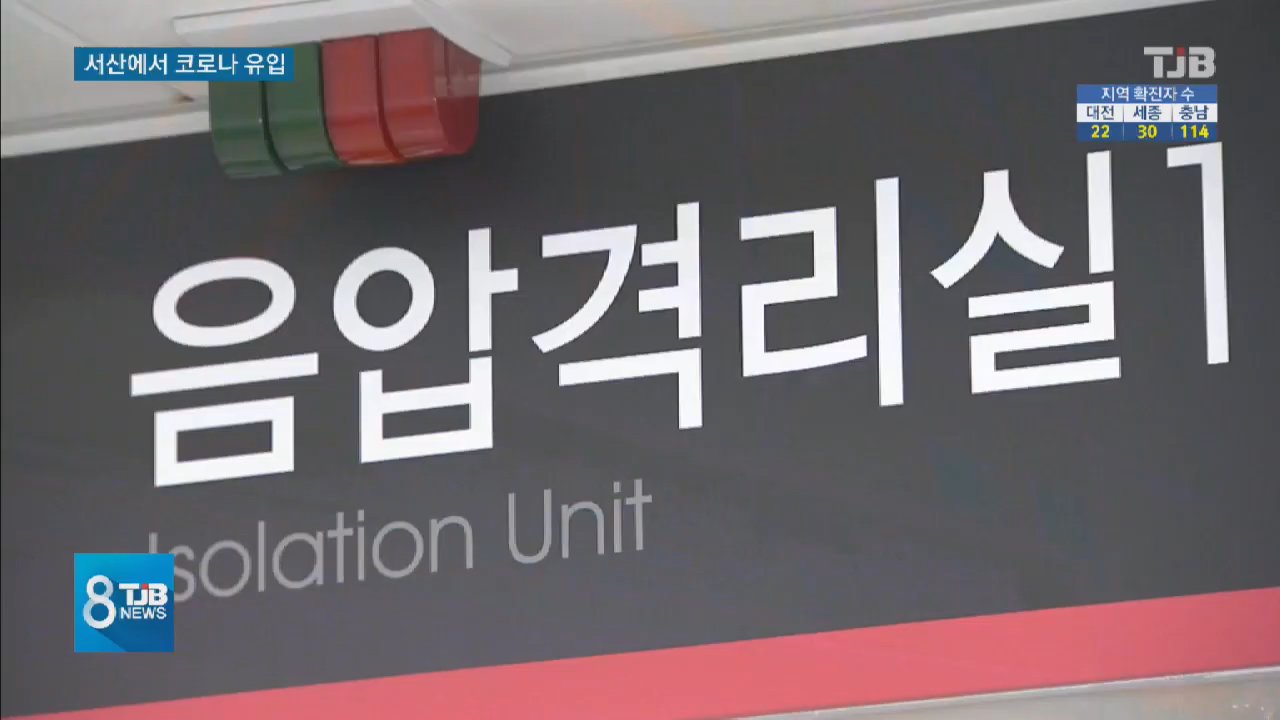 서산에서 코로나 유입
TJB
지역 확진자 수
대전 세종 충남
22 30 114
음압격리실1
Isolation Unit
8 TJB
NEWS